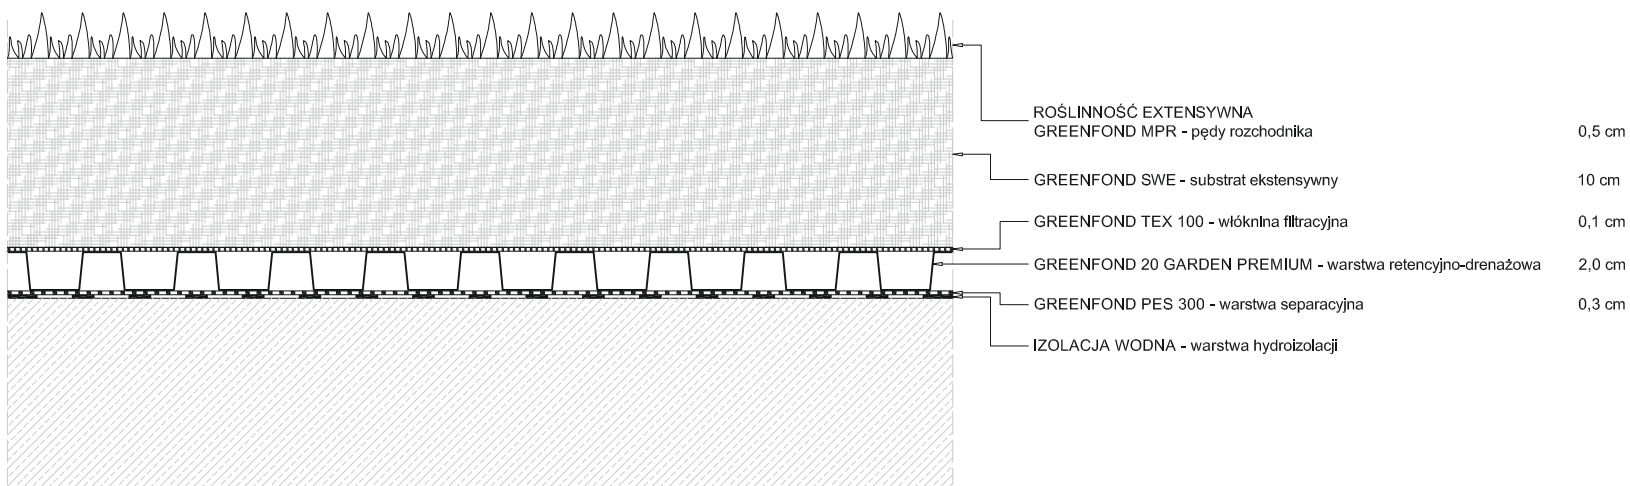 ROŚLINNOŚĆ EXTENSYWNA
GREENFOND MPR - pędy rozchodnika 0,5 cm
GREENFOND SWE - substrat ekstensywny 10 cm
GREENFOND TEX 100 - włóknina filtracyjna 0,1 cm
GREENFOND 20 GARDEN PREMIUM - warstwa retencyjno-drenażowa 2,0 cm
GREENFOND PES 300 - warstwa separacyjna 0,3 cm
IZOLACJA WODNA - warstwa hydroizolacji